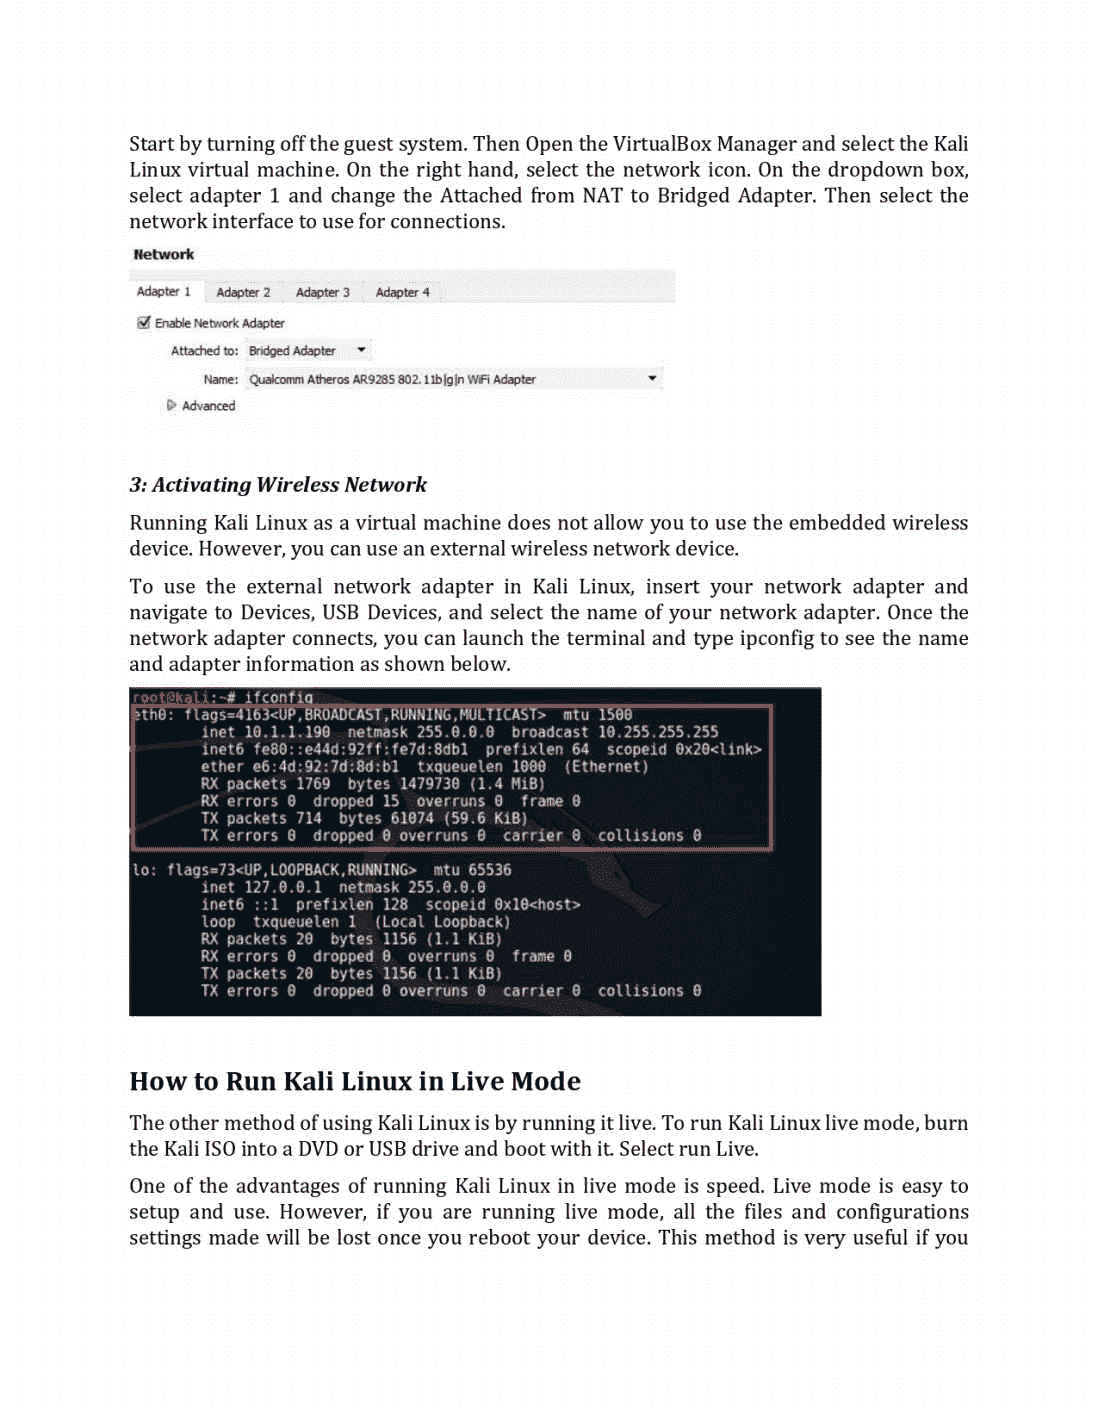 Start by turning off the guest system. Then Open the VirtualBox Manager and select the Kali
Linux virtual machine. On the right hand, select the network icon. On the dropdown box,
select adapter 1 and change the Attached from NAT to Bridged Adapter. Then select the
network interface to use for connections.
Network
Adapter 1 Adapter 2 Adapter 3 Adapter 4
Enable Network Adapter
Attached to: Bridged Adapter
Name: Qualcomm Atheros AR9285 802.11b|g|n WiFi Adapter
Advanced
3: Activating Wireless Network
Running Kali Linux as a virtual machine does not allow you to use the embedded wireless
device. However, you can use an external wireless network device.
To use the external network adapter in Kali Linux, insert your network adapter and
navigate to Devices, USB Devices, and select the name of your network adapter. Once the
network adapter connects, you can launch the terminal and type ipconfig to see the name
and adapter information as shown below.
root@kali:~# ifconfig
eth0: flags=4163<UP,BROADCAST,RUNNING,MULTICAST> mtu 1500
inet 10.1.1.190 netmask 255.0.0.0 broadcast 10.255.255.255
inet6 fe80::e44d:92ff:fe7d:8db1 prefixlen 64 scopeid 0x20<link>
ether e6:4d:92:7d:8d:b1 txqueuelen 1000 (Ethernet)
RX packets 1769 bytes 1479730 (1.4 MiB)
RX errors 0 dropped 15 overruns 0 frame 0
TX packets 714 bytes 61074 (59.6 KiB)
TX errors 0 dropped 0 overruns 0 carrier 0 collisions 0
lo: flags=73<UP,LOOPBACK,RUNNING> mtu 65536
inet 127.0.0.1 netmask 255.0.0.0
inet6 ::1 prefixlen 128 scopeid 0x10<host>
loop txqueuelen 1 (Local Loopback)
RX packets 20 bytes 1156 (1.1 KiB)
RX errors 0 dropped 0 overruns 0 frame 0
TX packets 20 bytes 1156 (1.1 KiB)
TX errors 0 dropped 0 overruns 0 carrier 0 collisions 0
How to Run Kali Linux in Live Mode
The other method of using Kali Linux is by running it live. To run Kali Linux live mode, burn
the Kali ISO into a DVD or USB drive and boot with it. Select run Live.
One of the advantages of running Kali Linux in live mode is speed. Live mode is easy to
setup and use. However, if you are running live mode, all the files and configurations
settings made will be lost once you reboot your device. This method is very useful if you